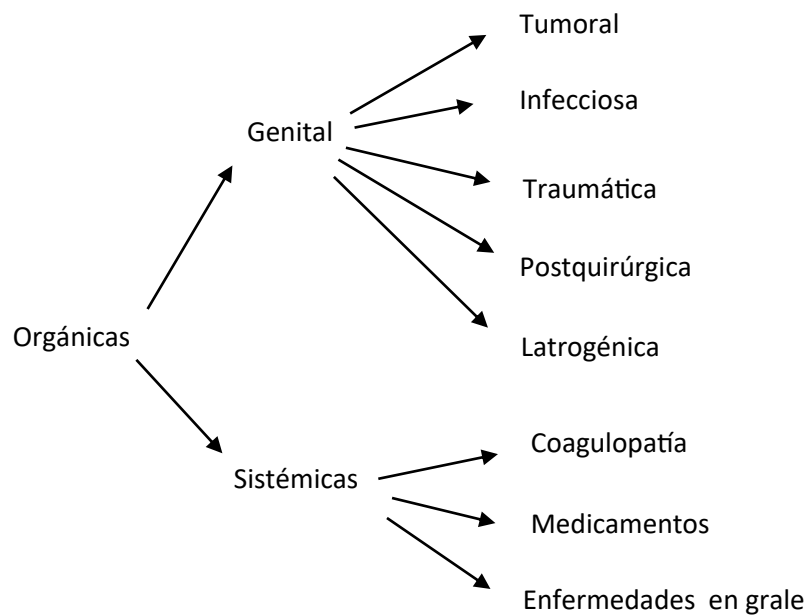 Tumoral
Infecciosa
Genital
Traumática
Postquirúrgica
Orgánicas
Latrogénica
Coagulopatía
Sistémicas
Medicamentos
Enfermedades en grale